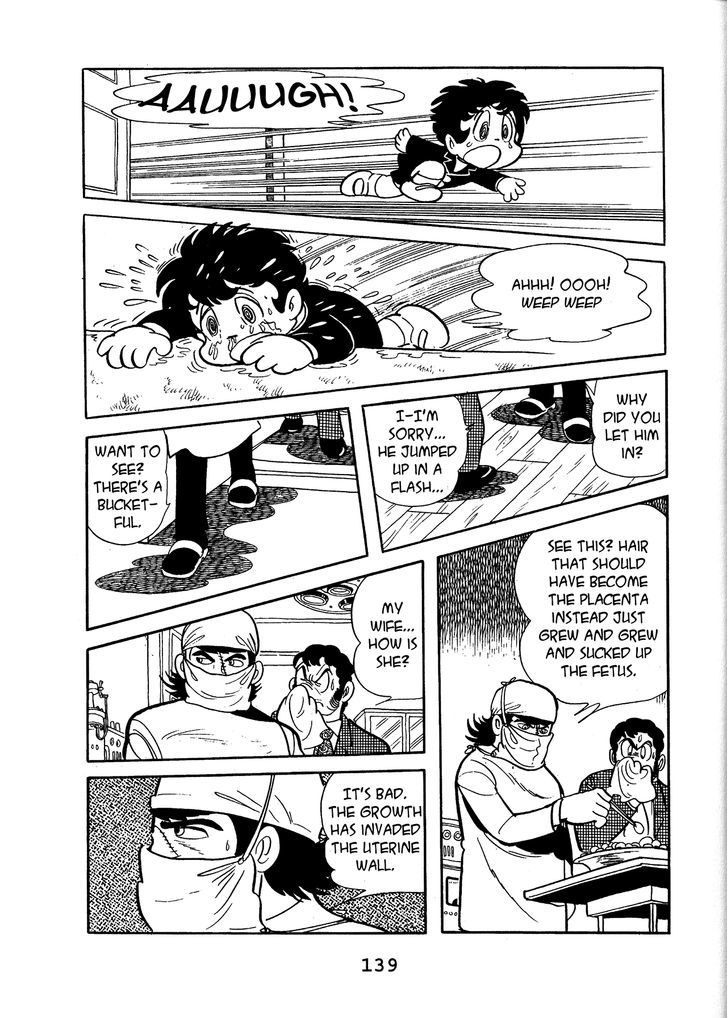 AAUUUGH!
AHHH! OOOH!
WEEP WEEP
WHY
DID YOU
LET HIM
IN?
I-I'M
SORRY...
HE JUMPED
UP IN A
FLASH...
WANT TO
SEE?
THERE'S A
BUCKET-
FUL.
SEE THIS? HAIR
THAT SHOULD
HAVE BECOME
THE PLACENTA
INSTEAD JUST
GREW AND GREW
AND SUCKED UP
THE FETUS.
MY
WIFE...
HOW IS
SHE?
IT'S BAD.
THE GROWTH
HAS INVADED
THE UTERINE
WALL.
139